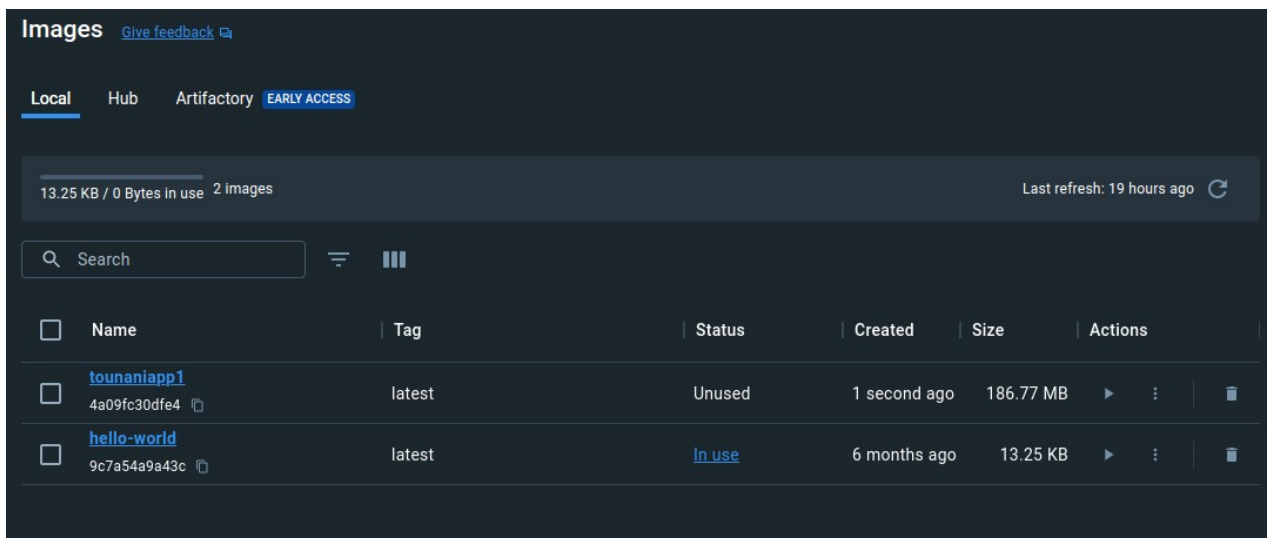 Images Give feedback
Local Hub Artifactory EARLY ACCESS
13.25 KB / 0 Bytes in use 2 images Last refresh: 19 hours ago
Search
Name Tag Status Created Size Actions
tounaniapp1
4a09fc30dfe4 latest Unused 1 second ago 186.77 MB
hello-world
9c7a54a9a43c latest In use 6 months ago 13.25 KB